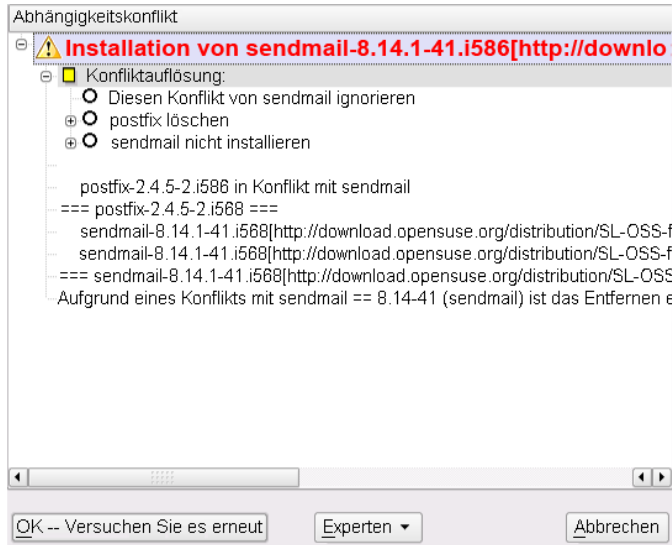 Abhängigkeitskonflikt
Installation von sendmail-8.14.1-41.i586[http://downlo
Konfliktauflösung:
Diesen Konflikt von sendmail ignorieren
postfix löschen
sendmail nicht installieren
postfix-2.4.5-2.i586 in Konflikt mit sendmail
=== postfix-2.4.5-2.i568 ===
sendmail-8.14.1-41.i568[http://download.opensuse.org/distribution/SL-OSS-f
sendmail-8.14.1-41.i568[http://download.opensuse.org/distribution/SL-OSS-f
=== sendmail-8.14.1-41.i568[http://download.opensuse.org/distribution/SL-OSS
Aufgrund eines Konflikts mit sendmail == 8.14-41 (sendmail) ist das Entfernen e
OK -- Versuchen Sie es erneut
Experten
Abbrechen